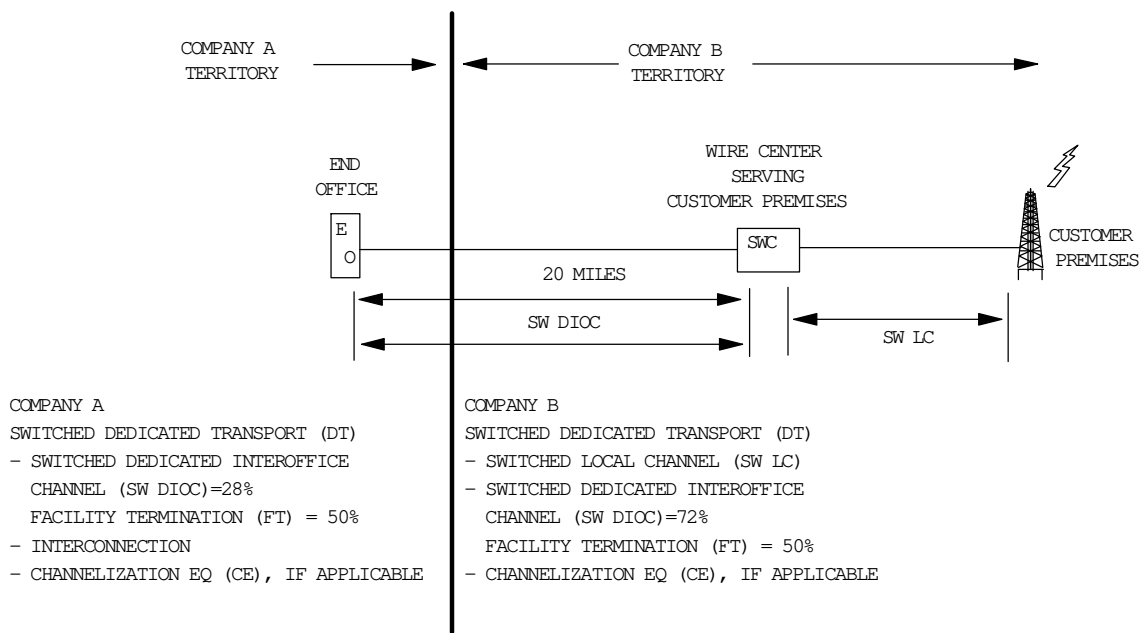 COMPANY A
TERRITORY
COMPANY B
TERRITORY
END
OFFICE
WIRE CENTER
SERVING
CUSTOMER PREMISES
E
O
SWC
CUSTOMER
PREMISES
20 MILES
SW DIOC
SW LC
COMPANY A
SWITCHED DEDICATED TRANSPORT (DT)
- SWITCHED DEDICATED INTEROFFICE
CHANNEL (SW DIOC)=28%
FACILITY TERMINATION (FT) = 50%
- INTERCONNECTION
- CHANNELIZATION EQ (CE), IF APPLICABLE
COMPANY B
SWITCHED DEDICATED TRANSPORT (DT)
- SWITCHED LOCAL CHANNEL (SW LC)
- SWITCHED DEDICATED INTEROFFICE
CHANNEL (SW DIOC)=72%
FACILITY TERMINATION (FT) = 50%
- CHANNELIZATION EQ (CE), IF APPLICABLE